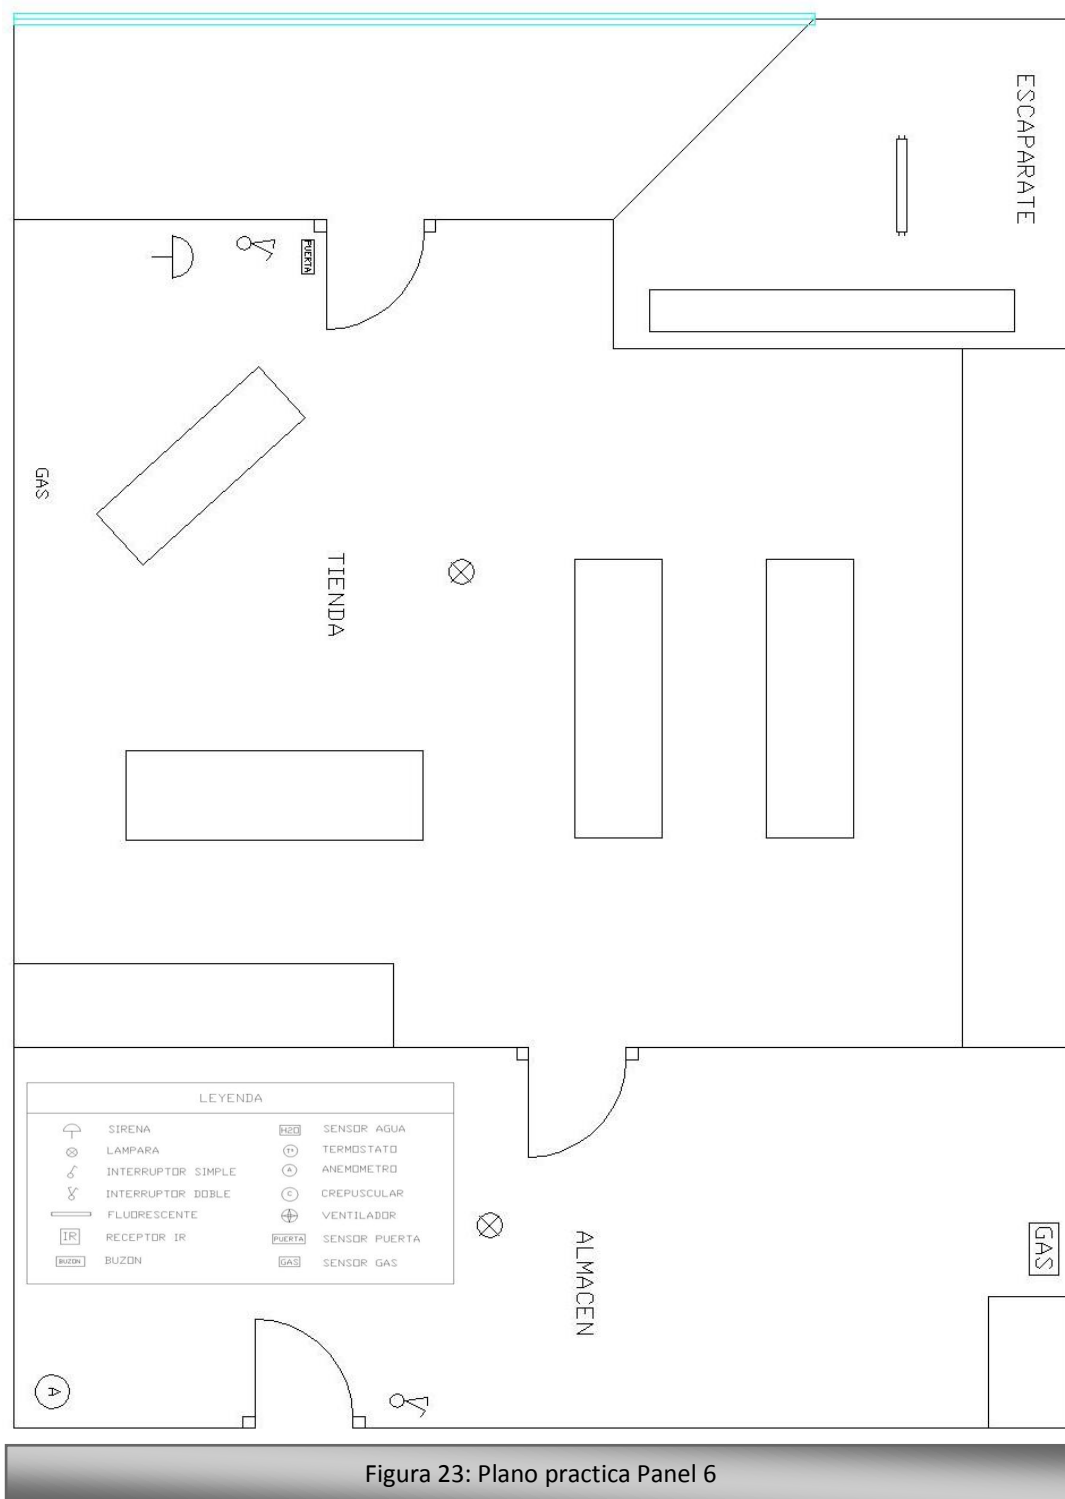 ESCAPARATE
PUERTA
GAS
TIENDA
LEYENDA
SIRENA
LAMPARA
INTERRUPTOR SIMPLE
INTERRUPTOR DOBLE
FLUORESCENTE
IR RECEPTOR IR
BUZON BUZON
H2O SENSOR AGUA
Tª TERMOSTATO
A ANEMOMETRO
C CREPUSCULAR
VENTILADOR
PUERTA SENSOR PUERTA
GAS SENSOR GAS
ALMACEN
GAS
A
Figura 23: Plano practica Panel 6